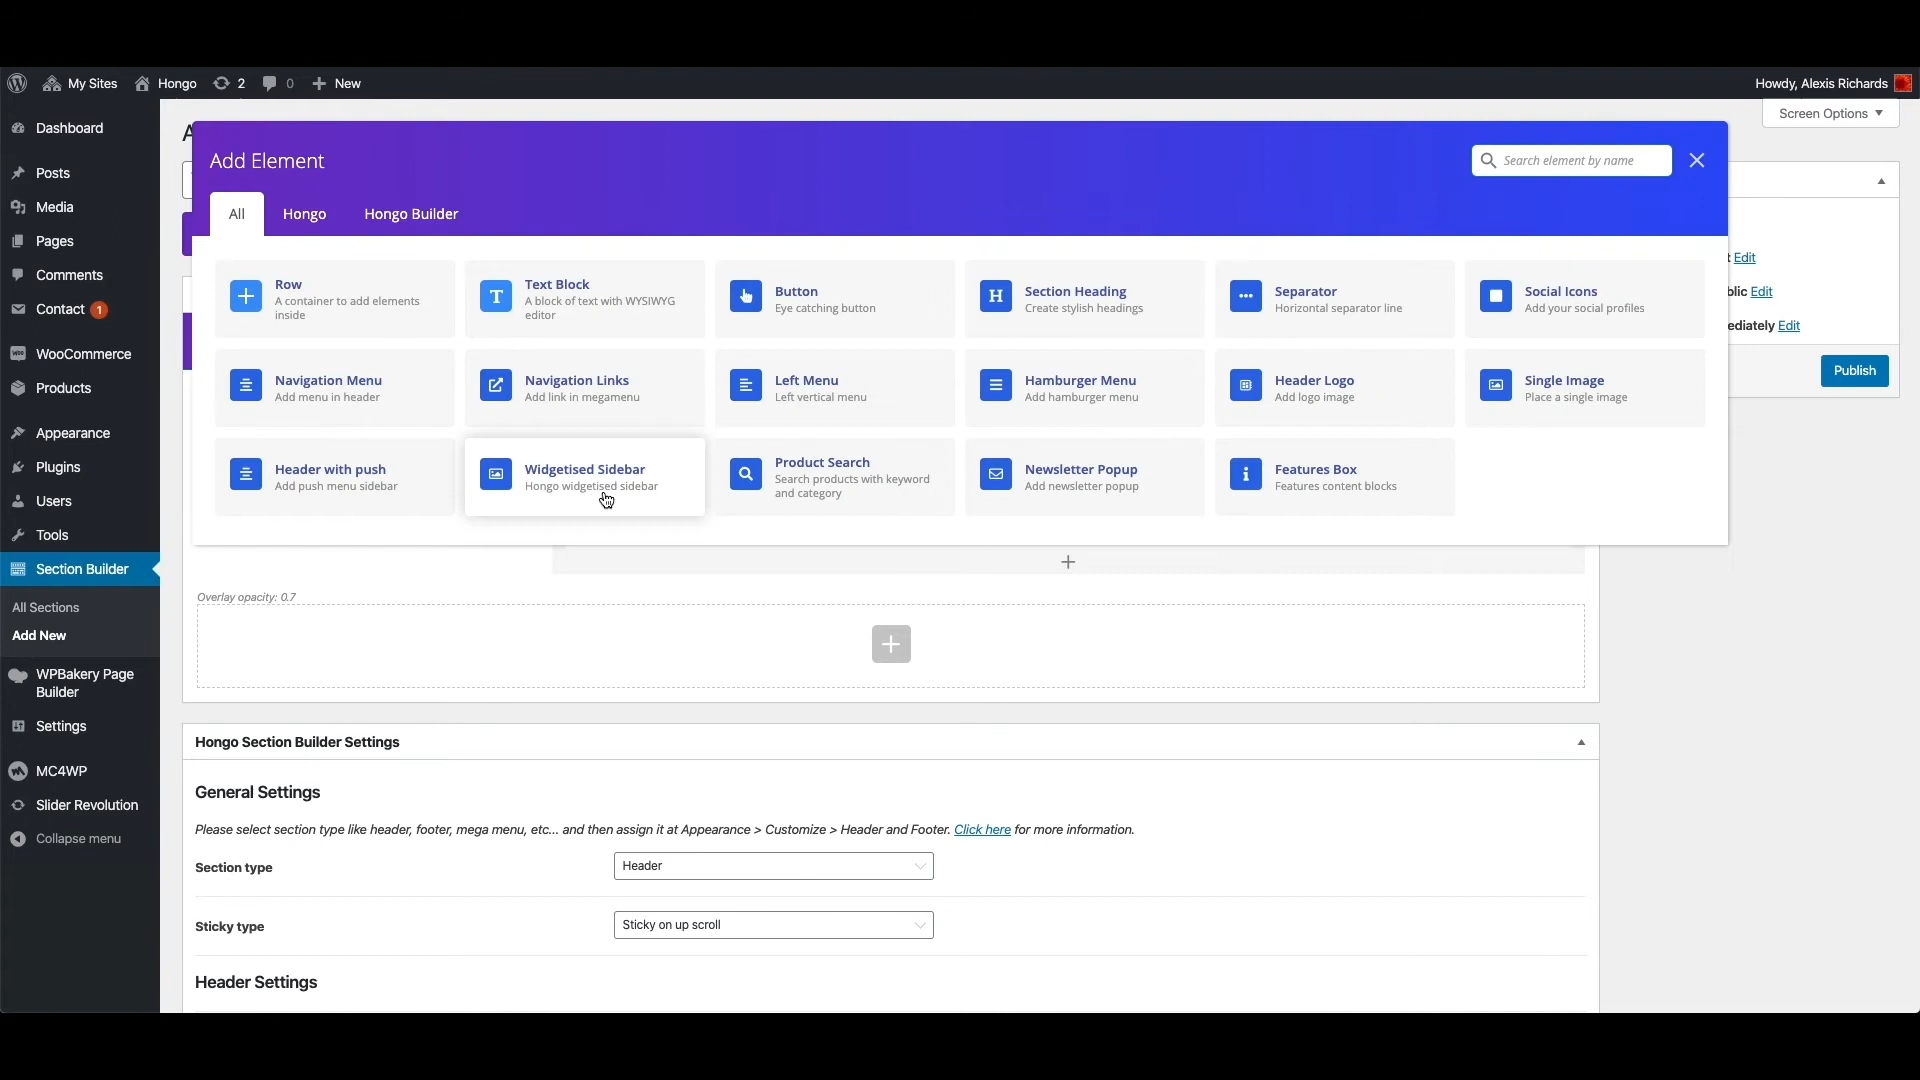 My Sites
Hongo
2
0
New
Howdy, Alexis Richards
Screen Options
Dashboard
Posts
Media
Pages
Comments
Contact 1
WooCommerce
Products
Appearance
Plugins
Users
Tools
Section Builder
All Sections
Add New
WPBakery Page
Builder
Settings
MC4WP
Slider Revolution
Collapse menu
A
Add Element
Search element by name
All
Hongo
Hongo Builder
Row
A container to add elements
inside
Text Block
A block of text with WYSIWYG
editor
Button
Eye catching button
Section Heading
Create stylish headings
Separator
Horizontal separator line
Social Icons
Add your social profiles
Navigation Menu
Add menu in header
Navigation Links
Add link in megamenu
Left Menu
Left vertical menu
Hamburger Menu
Add hamburger menu
Header Logo
Add logo image
Single Image
Place a single image
Header with push
Add push menu sidebar
Widgetised Sidebar
Hongo widgetised sidebar
Product Search
Search products with keyword
and category
Newsletter Popup
Add newsletter popup
Features Box
Features content blocks
t Edit
blic Edit
ediately Edit
Publish
Overlay opacity: 0.7
Hongo Section Builder Settings
General Settings
Please select section type like header, footer, mega menu, etc... and then assign it at Appearance > Customize > Header and Footer. Click here for more information.
Section type
Header
Sticky type
Sticky on up scroll
Header Settings